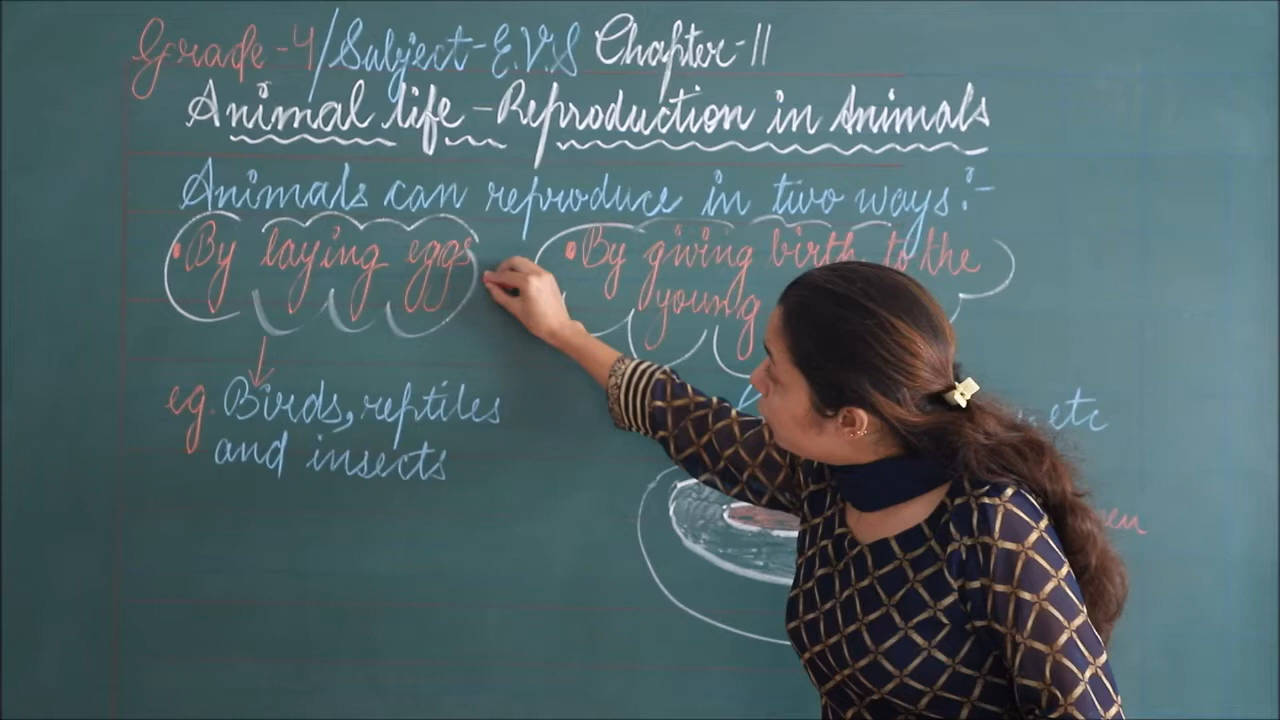 Grade-4/Subject-E.V.S Chapter-11
Animal life-Reproduction in Animals
Animals can reproduce in two ways:-
•By laying eggs
•By giving birth to the
young
eg. Birds, reptiles
and insects
etc